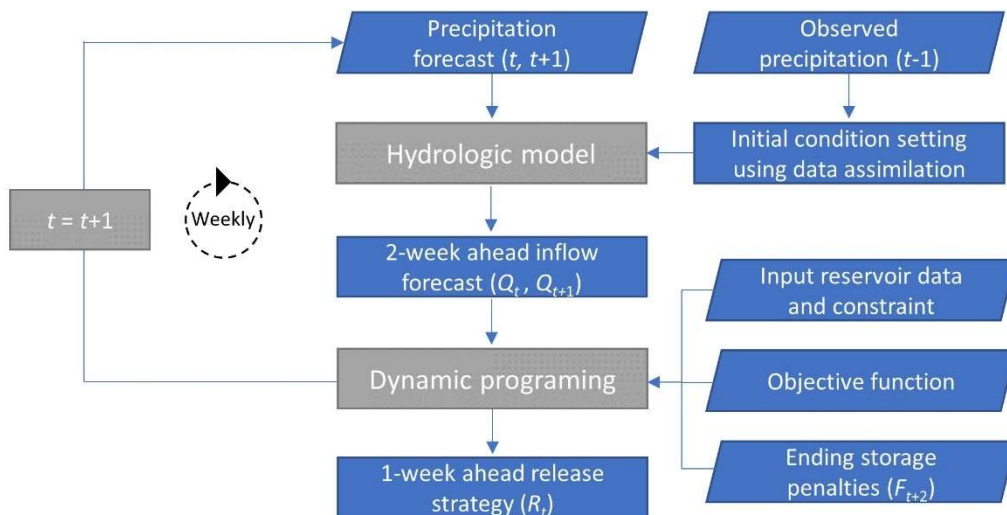 Precipitation
forecast (t, t+1)
Observed
precipitation (t-1)
Hydrologic model
Initial condition setting
using data assimilation
t = t+1
Weekly
2-week ahead inflow
forecast (Qt , Qt+1)
Input reservoir data
and constraint
Dynamic programing
Objective function
1-week ahead release
strategy (Rt)
Ending storage
penalties (Ft+2)